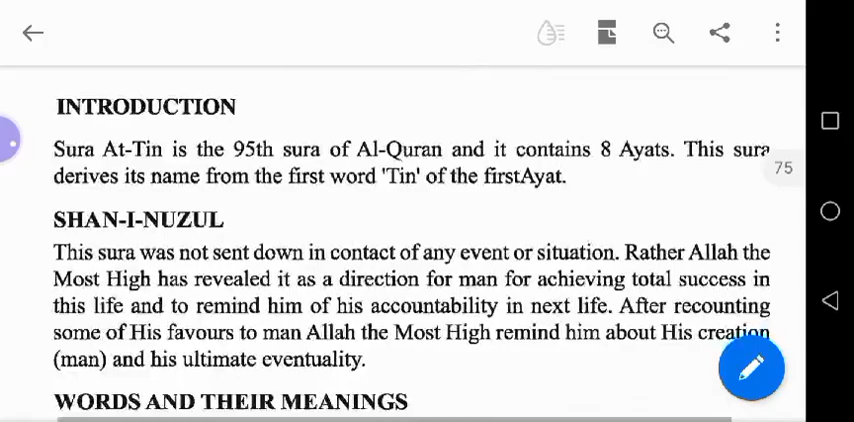 INTRODUCTION
Sura At-Tin is the 95th sura of Al-Quran and it contains 8 Ayats. This sura
derives its name from the first word 'Tin' of the firstAyat.
75
SHAN-I-NUZUL
This sura was not sent down in contact of any event or situation. Rather Allah the
Most High has revealed it as a direction for man for achieving total success in
this life and to remind him of his accountability in next life. After recounting
some of His favours to man Allah the Most High remind him about His creation
(man) and his ultimate eventuality.
WORDS AND THEIR MEANINGS